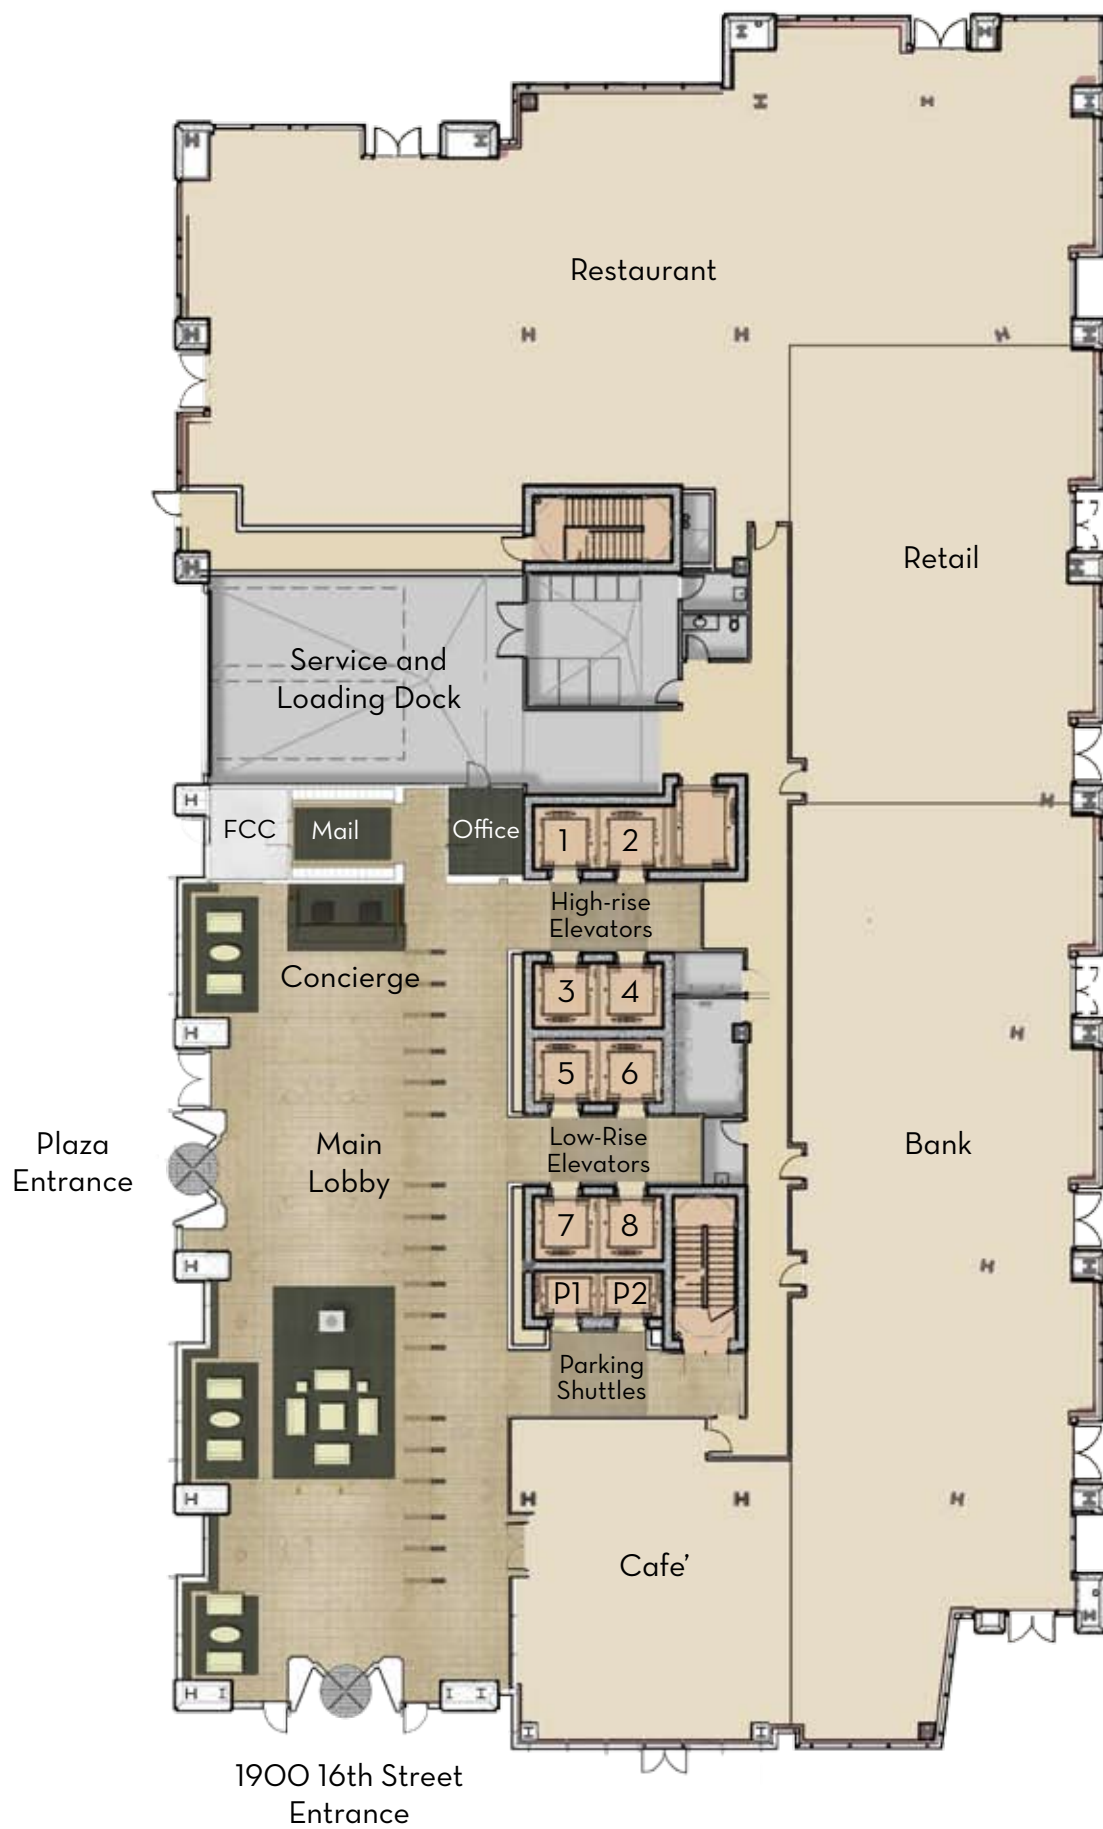 Restaurant
Retail
Service and
Loading Dock
FCC
Mail
Office
1
2
High-rise
Elevators
Concierge
3
4
5
6
Plaza
Entrance
Main
Lobby
Low-Rise
Elevators
Bank
7
8
P1
P2
Parking
Shuttles
Cafe’
1900 16th Street
Entrance